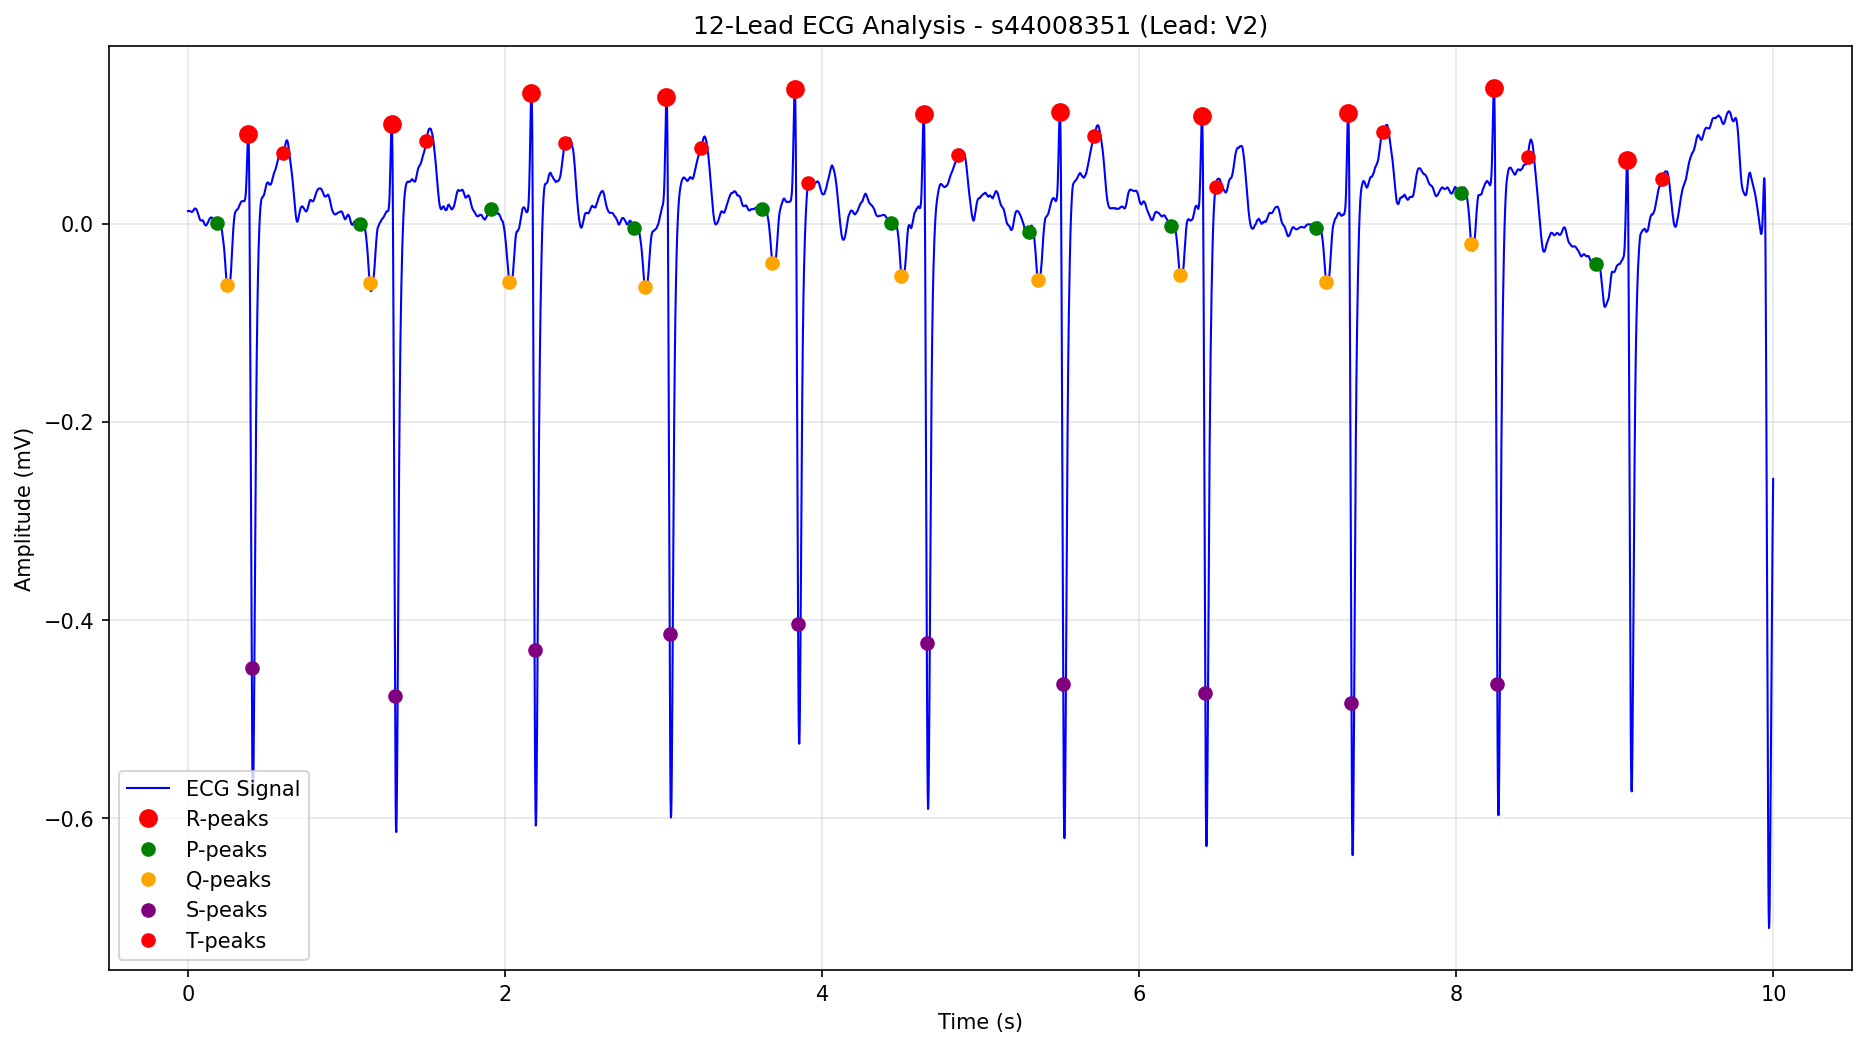 12-Lead ECG Analysis - s44008351 (Lead: V2)
Amplitude (mV)
0.0
−0.2
−0.4
−0.6
ECG Signal
R-peaks
P-peaks
Q-peaks
S-peaks
T-peaks
0 2 4 6 8 10
Time (s)